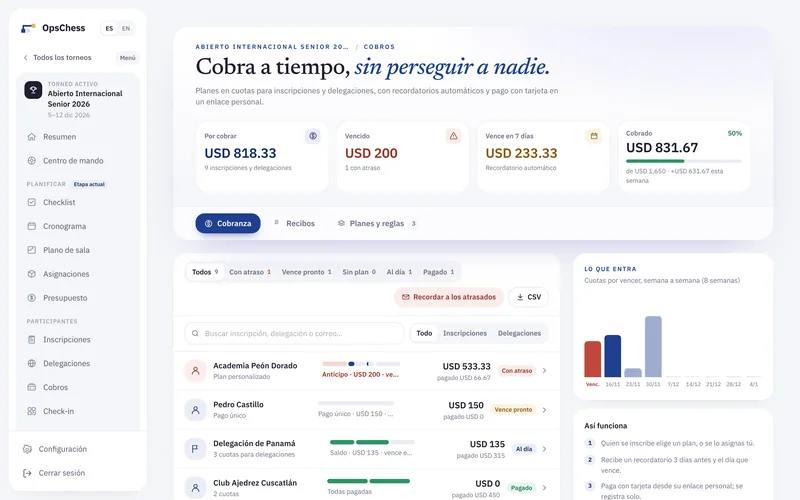 OpsChess
ES EN
Todos los torneos
Menú
TORNEO ACTIVO
Abierto Internacional
Senior 2026
5–12 dic 2026
Resumen
Centro de mando
PLANIFICAR Etapa actual
Checklist
Cronograma
Plano de sala
Asignaciones
Presupuesto
PARTICIPANTES
Inscripciones
Delegaciones
Cobros
Check-in
Configuración
Cerrar sesión
ABIERTO INTERNACIONAL SENIOR 20… / COBROS
Cobra a tiempo, sin perseguir a nadie.
Planes en cuotas para inscripciones y delegaciones, con recordatorios automáticos y pago con tarjeta en
un enlace personal.
Por cobrar
USD 818.33
9 inscripciones y delegaciones
Vencido
USD 200
1 con atraso
Vence en 7 días
USD 233.33
Recordatorio automático
Cobrado 50%
USD 831.67
de USD 1,650 · +USD 631.67 esta
semana
Cobranza
Recibos
Planes y reglas 3
Todos 9
Con atraso 1
Vence pronto 1
Sin plan 0
Al día 1
Pagado 1
Recordar a los atrasados
CSV
Buscar inscripción, delegación o correo...
Todo
Inscripciones
Delegaciones
Academia Peón Dorado
Plan personalizado
Anticipo · USD 200 · ve...
USD 533.33
pagado USD 66.67
Con atraso
Pedro Castillo
Pago único
Pago único · USD 150 · ...
USD 150
pagado USD 0
Vence pronto
Delegación de Panamá
3 cuotas para delegaciones
Saldo · USD 135 · vence e...
USD 135
pagado USD 315
Al día
Club Ajedrez Cuscatlán
2 cuotas
Todas pagadas
USD 0
pagado USD 450
Pagado
LO QUE ENTRA
Cuotas por vencer, semana a semana (8 semanas)
Venc. 16/11 23/11 30/11 7/12 14/12 21/12 28/12 4/1
Así funciona
1 Quien se inscribe elige un plan, o se lo asignas tú.
2 Recibe un recordatorio 3 días antes y el día que
vence.
3 Paga con tarjeta desde su enlace personal; se
registra solo.